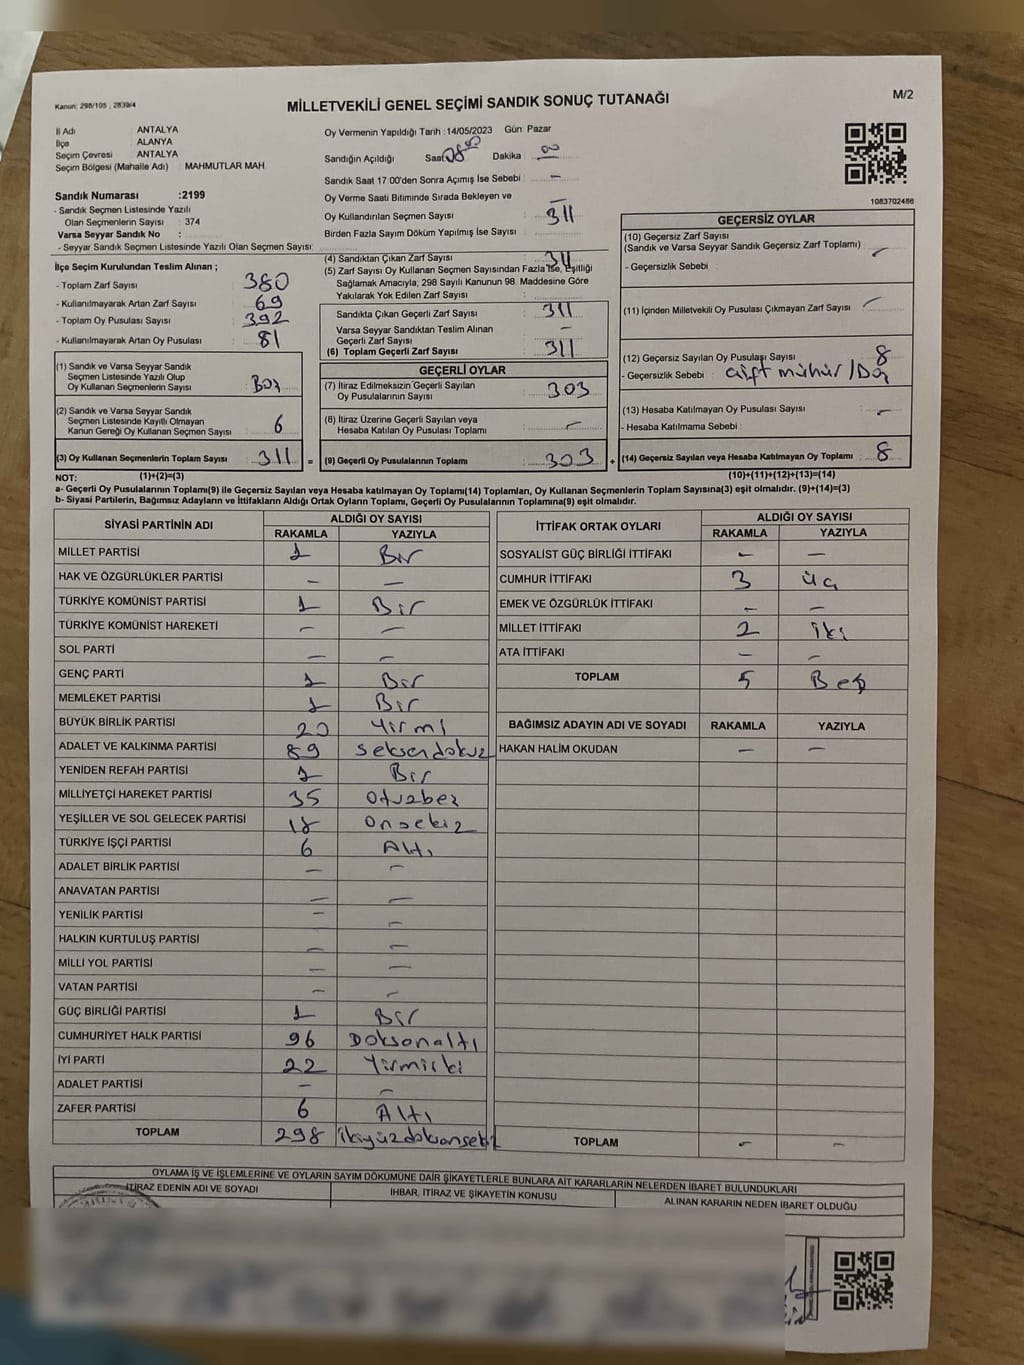 Kanun: 298/105 , 2839/4
MİLLETVEKİLİ GENEL SEÇİMİ SANDIK SONUÇ TUTANAĞI
M/2
İl Adı ANTALYA
İlçe ALANYA
Seçim Çevresi ANTALYA
Seçim Bölgesi (Mahalle Adı) : MAHMUTLAR MAH.
Oy Vermenin Yapıldığı Tarih :14/05/2023 Gün Pazar
Sandığın Açıldığı Saat Dakika 00
Sandık Saat 17:00'den Sonra Açımış İse Sebebi : –
Oy Verme Saati Bitiminde Sırada Bekleyen ve –
Oy Kullandırılan Seçmen Sayısı : 311
Birden Fazla Sayım Döküm Yapılmış İse Sayısı
Sandık Numarası :2199
- Sandık Seçmen Listesinde Yazılı
Olan Seçmenlerin Sayısı : 374
Varsa Seyyar Sandık No :
- Seyyar Sandık Seçmen Listesinde Yazılı Olan Seçmen Sayısı:
1083702486
İlçe Seçim Kurulundan Teslim Alınan ;
- Toplam Zarf Sayısı : 380
- Kullanılmayarak Artan Zarf Sayısı : 69
- Toplam Oy Pusulası Sayısı : 392
- Kullanılmayarak Artan Oy Pusulası : 81
(1) Sandık ve Varsa Seyyar Sandık
Seçmen Listesinde Yazılı Olup
Oy Kullanan Seçmenlerin Sayısı :
(2) Sandık ve Varsa Seyyar Sandık
Seçmen Listesinde Kayıtlı Olmayan
Kanun Gereği Oy Kullanan Seçmen Sayısı : 6
(3) Oy Kullanan Seçmenlerin Toplam Sayısı : 311 =
(4) Sandıktan Çıkan Zarf Sayısı : 311
(5) Zarf Sayısı Oy Kullanan Seçmen Sayısından Fazla İse, Eşitliği
Sağlamak Amacıyla, 298 Sayılı Kanunun 98. Maddesine Göre
Yakılarak Yok Edilen Zarf Sayısı :
Sandıkta Çıkan Geçerli Zarf Sayısı : 311
Varsa Seyyar Sandıktan Teslim Alınan
Geçerli Zarf Sayısı : –
(6) Toplam Geçerli Zarf Sayısı : 311
GEÇERLİ OYLAR
(7) İtiraz Edilmeksizin Geçerli Sayılan
Oy Pusulalarının Sayısı : 303
(8) İtiraz Üzerine Geçerli Sayılan veya
Hesaba Katılan Oy Pusulası Toplamı : –
(9) Geçerli Oy Pusulalarının Toplamı : 303 +
GEÇERSİZ OYLAR
(10) Geçersiz Zarf Sayısı
(Sandık ve Varsa Seyyar Sandık Geçersiz Zarf Toplamı) : –
- Geçersizlik Sebebi :
(11) İçinden Milletvekili Oy Pusulası Çıkmayan Zarf Sayısı : –
(12) Geçersiz Sayılan Oy Pusulaşı Sayısı : 8
- Geçersizlik Sebebi : çift mühür /Boş
(13) Hesaba Katılmayan Oy Pusulası Sayısı : –
- Hesaba Katılmama Sebebi :
(14) Geçersiz Sayılan veya Hesaba Katılmayan Oy Toplamı : 8
NOT: (1)+(2)=(3) (10)+(11)+(12)+(13)=(14)
a- Geçerli Oy Pusulalarının Toplamı(9) ile Geçersiz Sayılan veya Hesaba katılmayan Oy Toplamı(14) Toplamları, Oy Kullanan Seçmenlerin Toplam Sayısına(3) eşit olmalıdır. (9)+(14)=(3)
b- Siyasi Partilerin, Bağımsız Adayların ve İttifakların Aldığı Ortak Oyların Toplamı, Geçerli Oy Pusulalarının Toplamına(9) eşit olmalıdır.
SİYASİ PARTİNİN ADI ALDIĞI OY SAYISI
RAKAMLA YAZIYLA
MİLLET PARTİSİ 1 Bir
HAK VE ÖZGÜRLÜKLER PARTİSİ – –
TÜRKİYE KOMÜNİST PARTİSİ 1 Bir
TÜRKİYE KOMÜNİST HAREKETİ – –
SOL PARTİ – –
GENÇ PARTİ 1 Bir
MEMLEKET PARTİSİ 1 Bir
BÜYÜK BİRLİK PARTİSİ 20 Yirmi
ADALET VE KALKINMA PARTİSİ 89 seksendokuz
YENİDEN REFAH PARTİSİ 1 Bir
MİLLİYETÇİ HAREKET PARTİSİ 35 Otuzbeş
YEŞİLLER VE SOL GELECEK PARTİSİ 18 Onsekiz
TÜRKİYE İŞÇİ PARTİSİ 6 Altı
ADALET BİRLİK PARTİSİ – –
ANAVATAN PARTİSİ – –
YENİLİK PARTİSİ – –
HALKIN KURTULUŞ PARTİSİ – –
MİLLİ YOL PARTİSİ – –
VATAN PARTİSİ – –
GÜÇ BİRLİĞİ PARTİSİ 1 Bir
CUMHURİYET HALK PARTİSİ 96 Doksanaltı
İYİ PARTİ 22 Yirmiiki
ADALET PARTİSİ – –
ZAFER PARTİSİ 6 Altı
TOPLAM 298 ikiyüzdoksansekiz
İTTİFAK ORTAK OYLARI ALDIĞI OY SAYISI
RAKAMLA YAZIYLA
SOSYALİST GÜÇ BİRLİĞİ İTTİFAKI – –
CUMHUR İTTİFAKI 3 üç
EMEK VE ÖZGÜRLÜK İTTİFAKI – –
MİLLET İTTİFAKI 2 iki
ATA İTTİFAKI – –
TOPLAM 5 Beş
BAĞIMSIZ ADAYIN ADI VE SOYADI RAKAMLA YAZIYLA
HAKAN HALİM OKUDAN – –
TOPLAM – –
OYLAMA İŞ VE İŞLEMLERİNE VE OYLARIN SAYIM DÖKÜMÜNE DAİR ŞİKAYETLERLE BUNLARA AİT KARARLARIN NELERDEN İBARET BULUNDUKLARI
İTİRAZ EDENİN ADI VE SOYADI İHBAR, İTİRAZ VE ŞİKAYETİN KONUSU ALINAN KARARIN NEDEN İBARET OLDUĞU